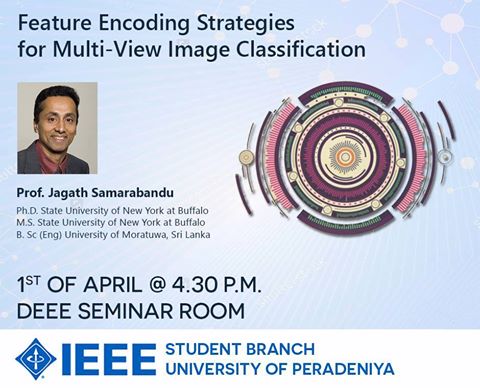 Feature Encoding Strategies
for Multi-View Image Classification
Prof. Jagath Samarabandu
Ph.D. State University of New York at Buffalo
M.S. State University of New York at Buffalo
B. Sc (Eng) University of Moratuwa, Sri Lanka
1ST OF APRIL @ 4.30 P.M.
DEEE SEMINAR ROOM
IEEE STUDENT BRANCH
UNIVERSITY OF PERADENIYA